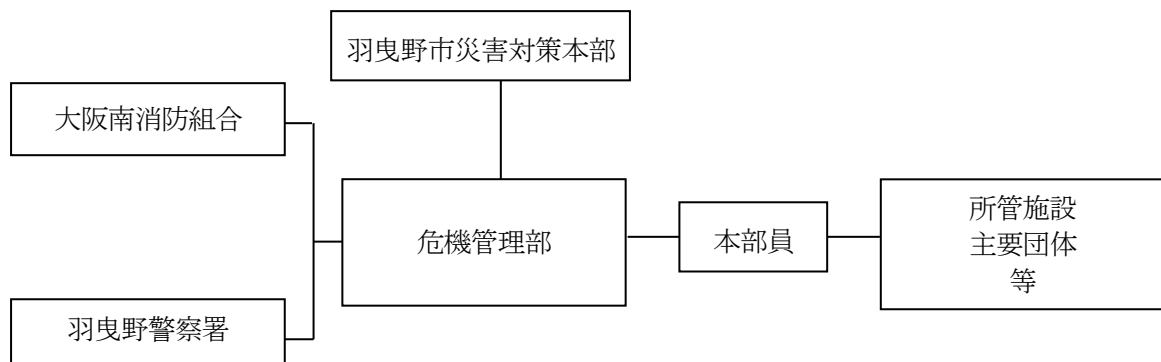 羽曳野市災害対策本部
大阪南消防組合
危機管理部
本部員
所管施設
主要団体
等
羽曳野警察署